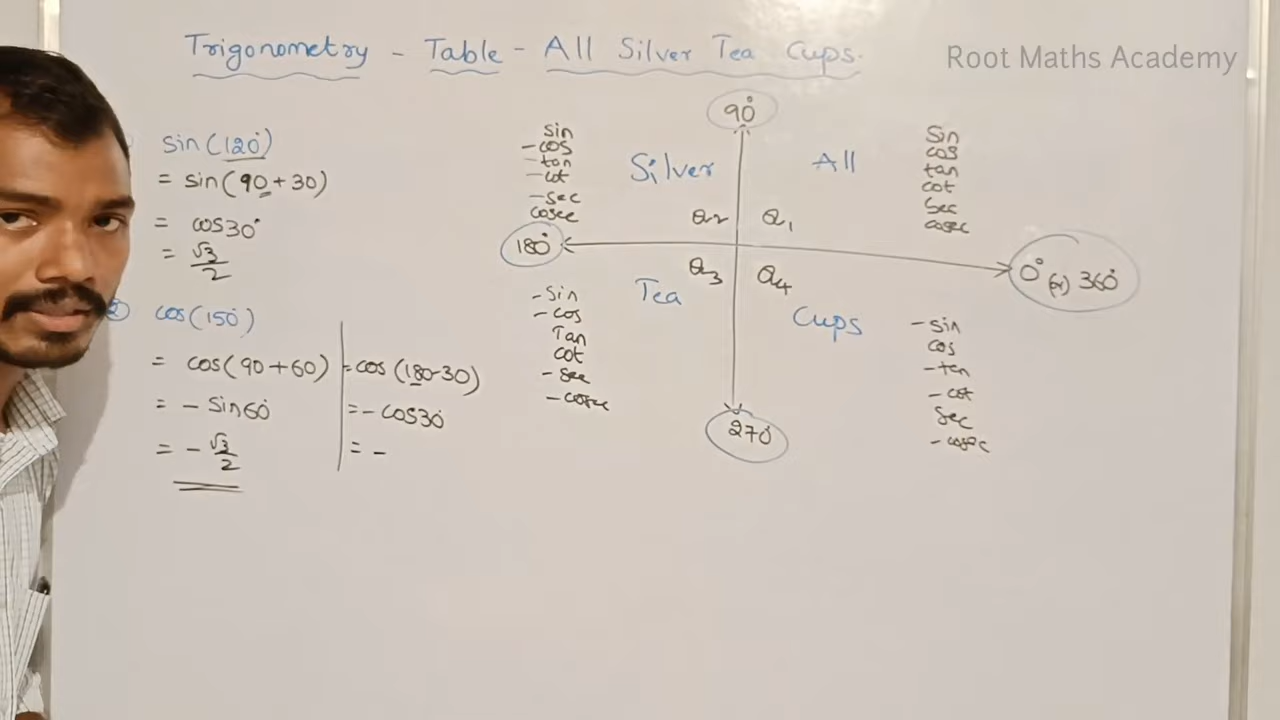 Trigonometry - Table - All Silver Tea Cups.
Root Maths Academy
sin(120°)
= sin(90+30)
= cos30°
= √3/2
② cos(150°)
= cos(90+60)
= - Sin60°
= - √3/2
= cos(180-30)
= - cos30°
= -
90°
sin
-cos
-tan
-cot
-sec
cosec
Silver
All
Sin
cos
tan
cot
Sec
cosec
Q2
Q1
180°
0° (or) 360°
Q3
Q4
-Sin
-cos
Tan
cot
-sec
-cosec
Tea
Cups
-sin
cos
-tan
-cot
Sec
-cosec
270°